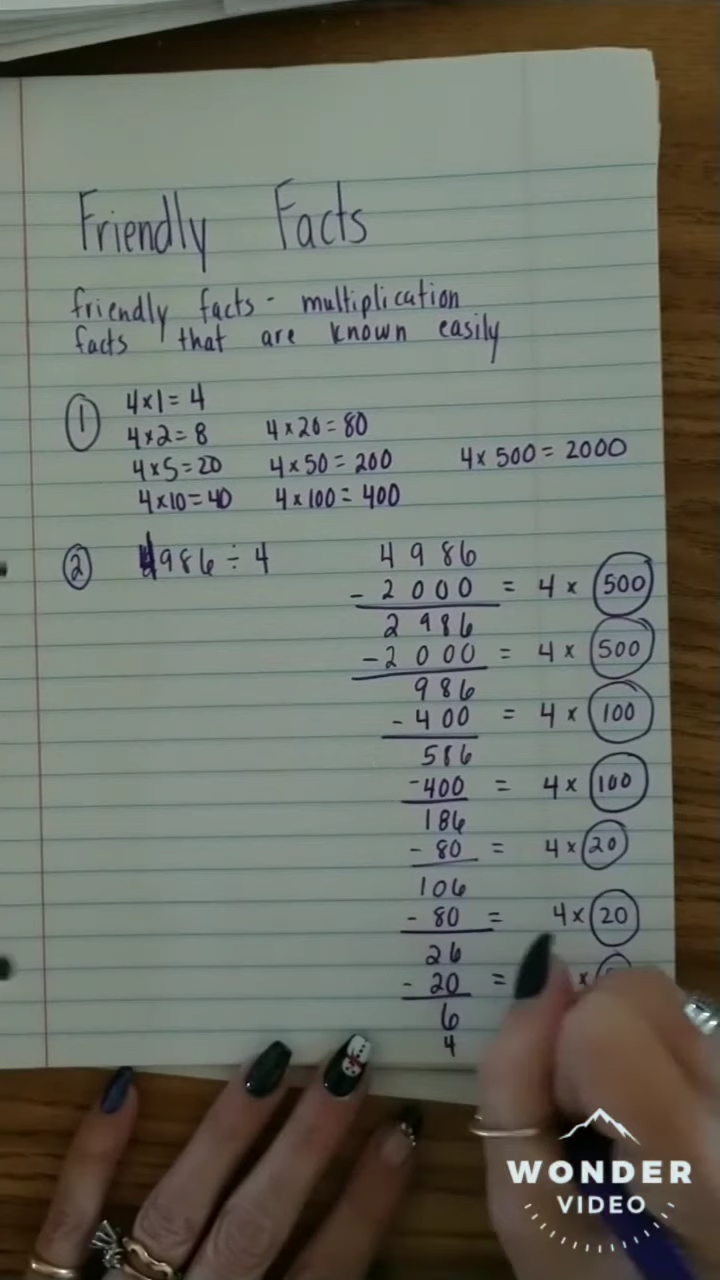 Friendly Facts
friendly facts - multiplication
facts that are known easily
① 4×1=4
4×2=8 4×20=80
4×5=20 4×50=200 4×500=2000
4×10=40 4×100=400
② 4986÷4 4986
-2000 = 4×500
2986
-2000 = 4×500
986
-400 = 4×100
586
-400 = 4×100
186
-80 = 4×20
106
-80 = 4×20
26
-20 = ×
6
4
WONDER
VIDEO